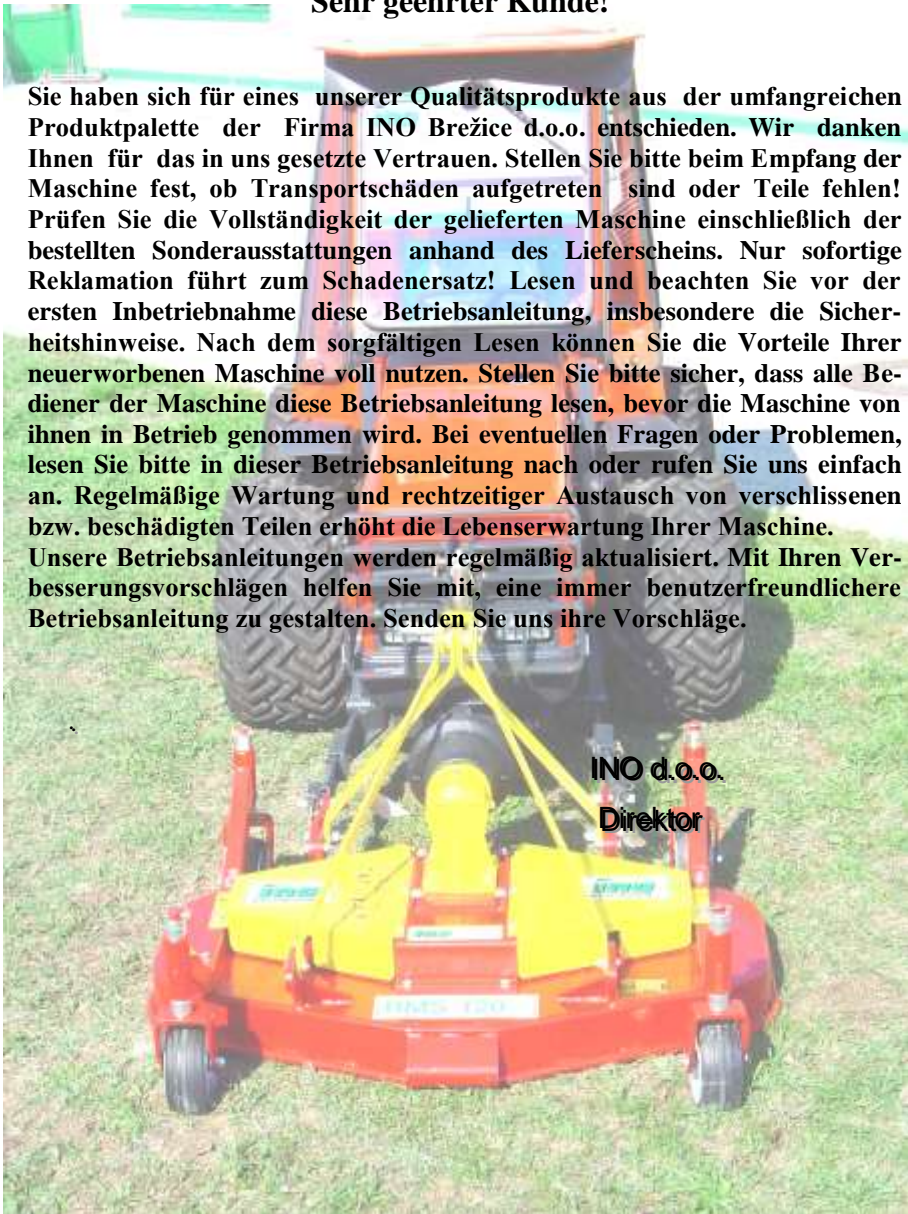 Sehr geehrter Kunde!
Sie haben sich für eines unserer Qualitätsprodukte aus der umfangreichen
Produktpalette der Firma INO Brežice d.o.o. entschieden. Wir danken
Ihnen für das in uns gesetzte Vertrauen. Stellen Sie bitte beim Empfang der
Maschine fest, ob Transportschäden aufgetreten sind oder Teile fehlen!
Prüfen Sie die Vollständigkeit der gelieferten Maschine einschließlich der
bestellten Sonderausstattungen anhand des Lieferscheins. Nur sofortige
Reklamation führt zum Schadenersatz! Lesen und beachten Sie vor der
ersten Inbetriebnahme diese Betriebsanleitung, insbesondere die Sicher-
heitshinweise. Nach dem sorgfältigen Lesen können Sie die Vorteile Ihrer
neuerworbenen Maschine voll nutzen. Stellen Sie bitte sicher, dass alle Be-
diener der Maschine diese Betriebsanleitung lesen, bevor die Maschine von
ihnen in Betrieb genommen wird. Bei eventuellen Fragen oder Problemen,
lesen Sie bitte in dieser Betriebsanleitung nach oder rufen Sie uns einfach
an. Regelmäßige Wartung und rechtzeitiger Austausch von verschlissenen
bzw. beschädigten Teilen erhöht die Lebenserwartung Ihrer Maschine.
Unsere Betriebsanleitungen werden regelmäßig aktualisiert. Mit Ihren Ver-
besserungsvorschlägen helfen Sie mit, eine immer benutzerfreundlichere
Betriebsanleitung zu gestalten. Senden Sie uns ihre Vorschläge.
INO d.o.o.
Direktor